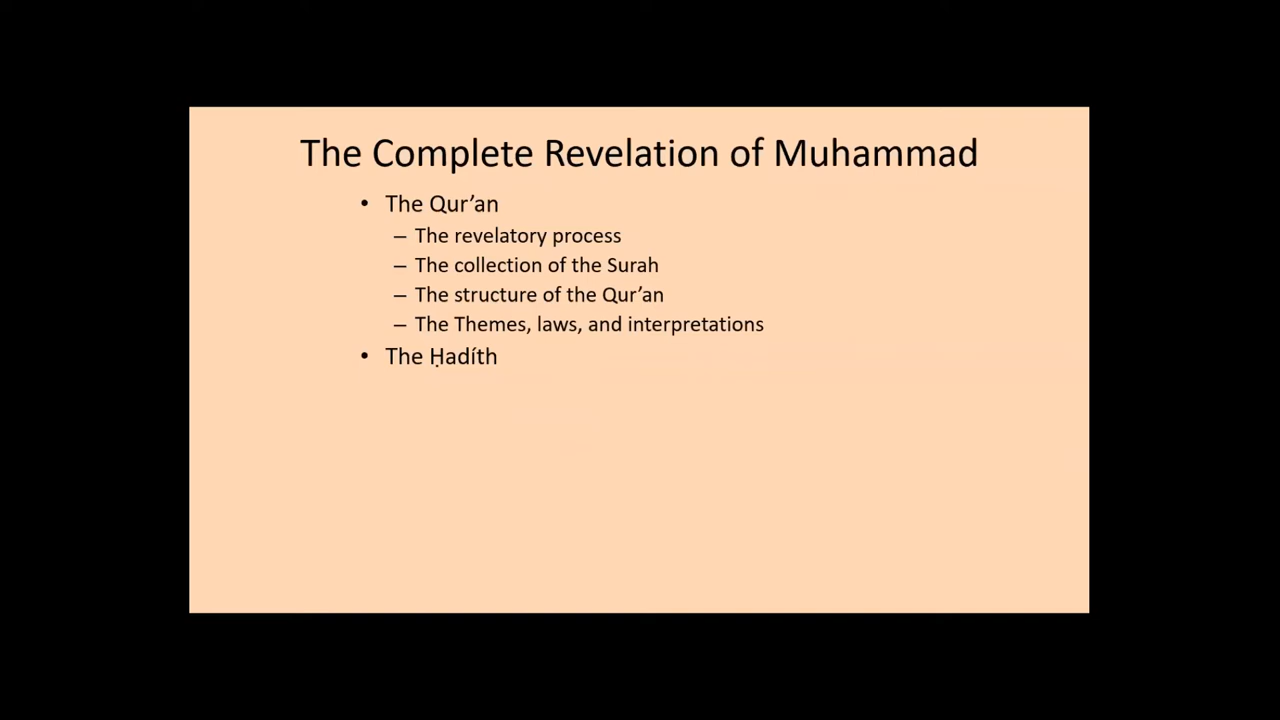 The Complete Revelation of Muhammad
• The Qur’an
– The revelatory process
– The collection of the Surah
– The structure of the Qur’an
– The Themes, laws, and interpretations
• The Ḥadíth